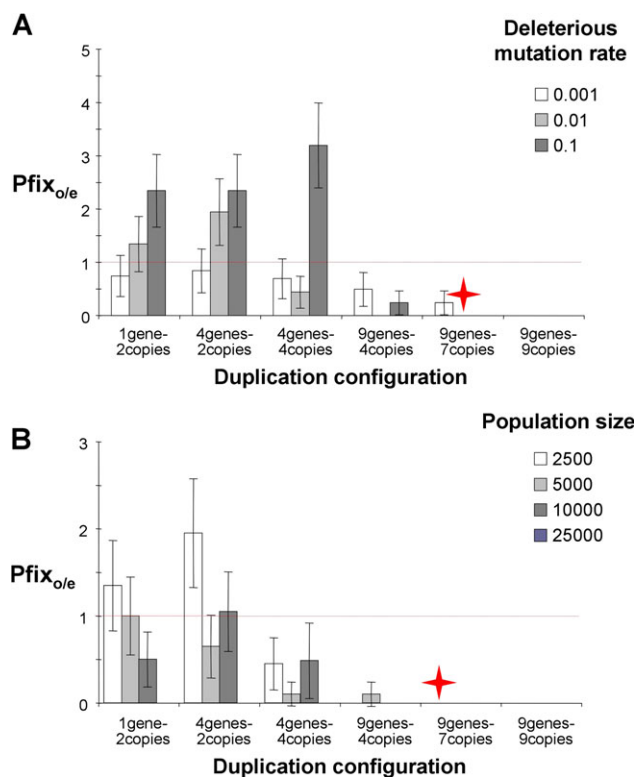 A
Deleterious
mutation rate
0.001
0.01
0.1
5
4
3
2
1
0
Pfixo/e
1gene-
2copies
4genes-
2copies
4genes-
4copies
9genes-
4copies
9genes-
7copies
9genes-
9copies
Duplication configuration
B
Population size
2500
5000
10000
25000
3
2
1
0
Pfixo/e
1gene-
2copies
4genes-
2copies
4genes-
4copies
9genes-
4copies
9genes-
7copies
9genes-
9copies
Duplication configuration